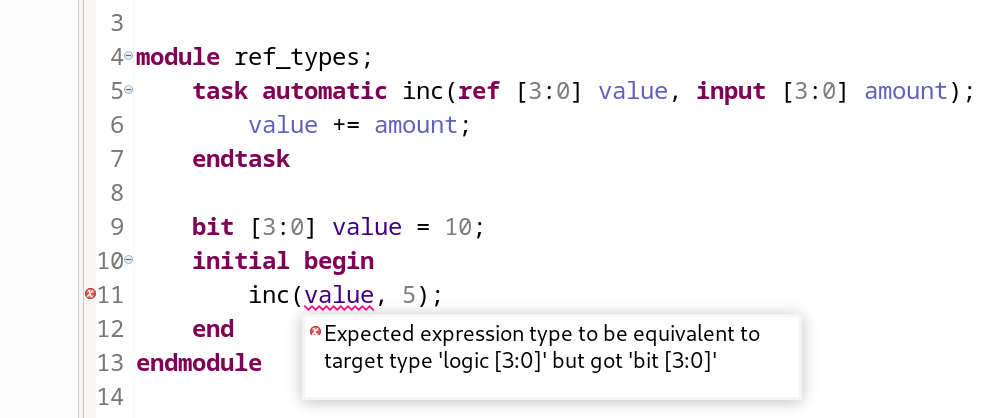 3
4 module ref_types;
5 task automatic inc(ref [3:0] value, input [3:0] amount);
6 value += amount;
7 endtask
8
9 bit [3:0] value = 10;
10 initial begin
11 inc(value, 5);
12 end
13 endmodule
14
Expected expression type to be equivalent to
target type 'logic [3:0]' but got 'bit [3:0]'